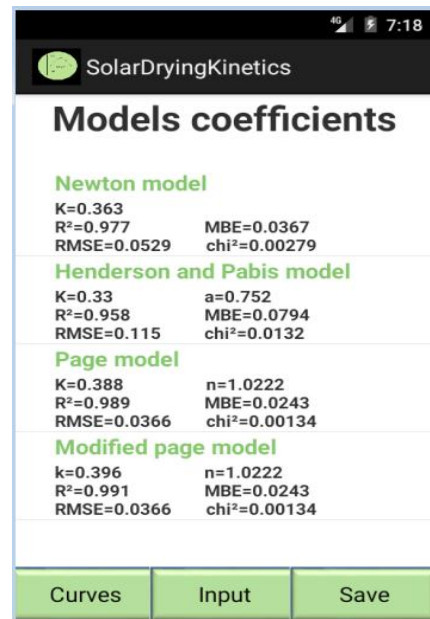 4G 7:18
SolarDryingKinetics
Models coefficients
Newton model
K=0.363
R²=0.977 MBE=0.0367
RMSE=0.0529 chi²=0.00279
Henderson and Pabis model
K=0.33 a=0.752
R²=0.958 MBE=0.0794
RMSE=0.115 chi²=0.0132
Page model
K=0.388 n=1.0222
R²=0.989 MBE=0.0243
RMSE=0.0366 chi²=0.00134
Modified page model
k=0.396 n=1.0222
R²=0.991 MBE=0.0243
RMSE=0.0366 chi²=0.00134
Curves Input Save